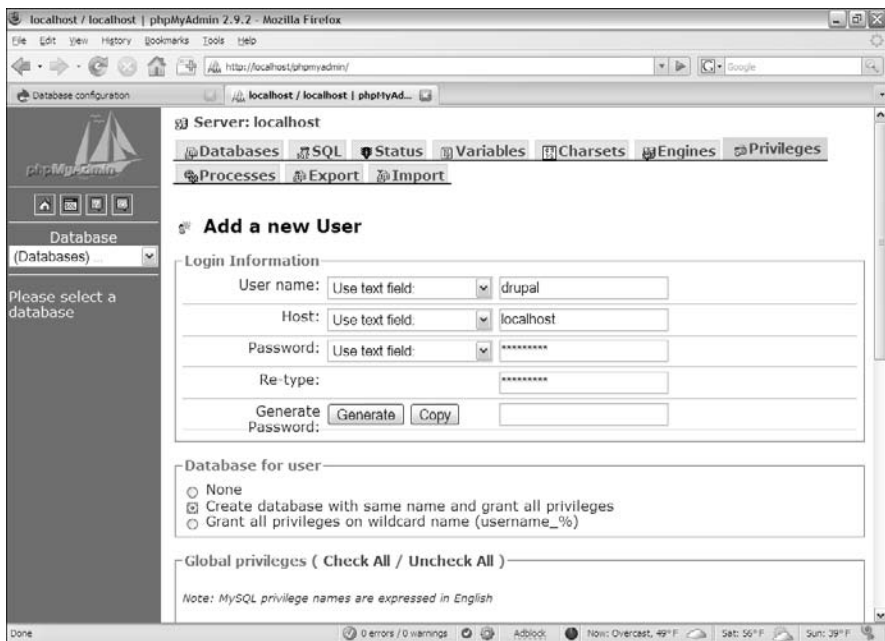 localhost / localhost | phpMyAdmin 2.9.2 - Mozilla Firefox
File Edit View History Bookmarks Tools Help
http://localhost/phpmyadmin/
Google
Database configuration
localhost / localhost | phpMyAd...
phpMyAdmin
Database
(Databases) ...
Please select a
database
Server: localhost
Databases SQL Status Variables Charsets Engines Privileges
Processes Export Import
Add a new User
Login Information
User name: Use text field: drupal
Host: Use text field: localhost
Password: Use text field: *********
Re-type: *********
Generate
Password: Generate Copy
Database for user
None
Create database with same name and grant all privileges
Grant all privileges on wildcard name (username_%)
Global privileges ( Check All / Uncheck All )
Note: MySQL privilege names are expressed in English
Done 0 errors / 0 warnings Adblock Now: Overcast, 49° F Sat: 56° F Sun: 39° F